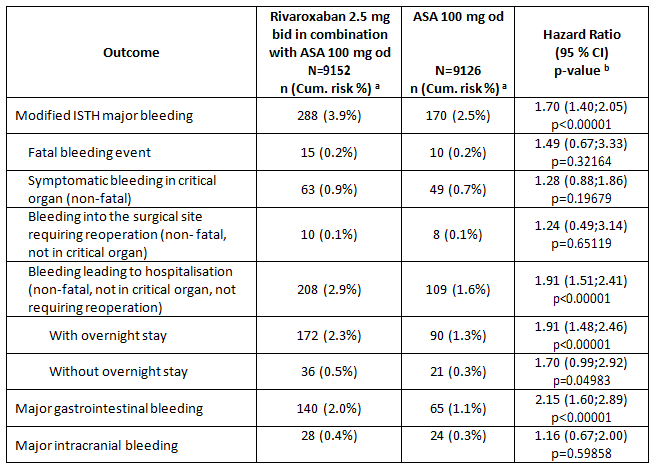 Outcome
Rivaroxaban 2.5 mg
bid in combination
with ASA 100 mg od
N=9152
n (Cum. risk %) a
ASA 100 mg od
N=9126
n (Cum. risk %) a
Hazard Ratio
(95 % CI)
p-value b
Modified ISTH major bleeding
288 (3.9%)
170 (2.5%)
1.70 (1.40;2.05)
p<0.00001
Fatal bleeding event
15 (0.2%)
10 (0.2%)
1.49 (0.67;3.33)
p=0.32164
Symptomatic bleeding in critical
organ (non-fatal)
63 (0.9%)
49 (0.7%)
1.28 (0.88;1.86)
p=0.19679
Bleeding into the surgical site
requiring reoperation (non- fatal,
not in critical organ)
10 (0.1%)
8 (0.1%)
1.24 (0.49;3.14)
p=0.65119
Bleeding leading to hospitalisation
(non-fatal, not in critical organ, not
requiring reoperation)
208 (2.9%)
109 (1.6%)
1.91 (1.51;2.41)
p<0.00001
With overnight stay
172 (2.3%)
90 (1.3%)
1.91 (1.48;2.46)
p<0.00001
Without overnight stay
36 (0.5%)
21 (0.3%)
1.70 (0.99;2.92)
p=0.04983
Major gastrointestinal bleeding
140 (2.0%)
65 (1.1%)
2.15 (1.60;2.89)
p<0.00001
Major intracranial bleeding
28 (0.4%)
24 (0.3%)
1.16 (0.67;2.00)
p=0.59858